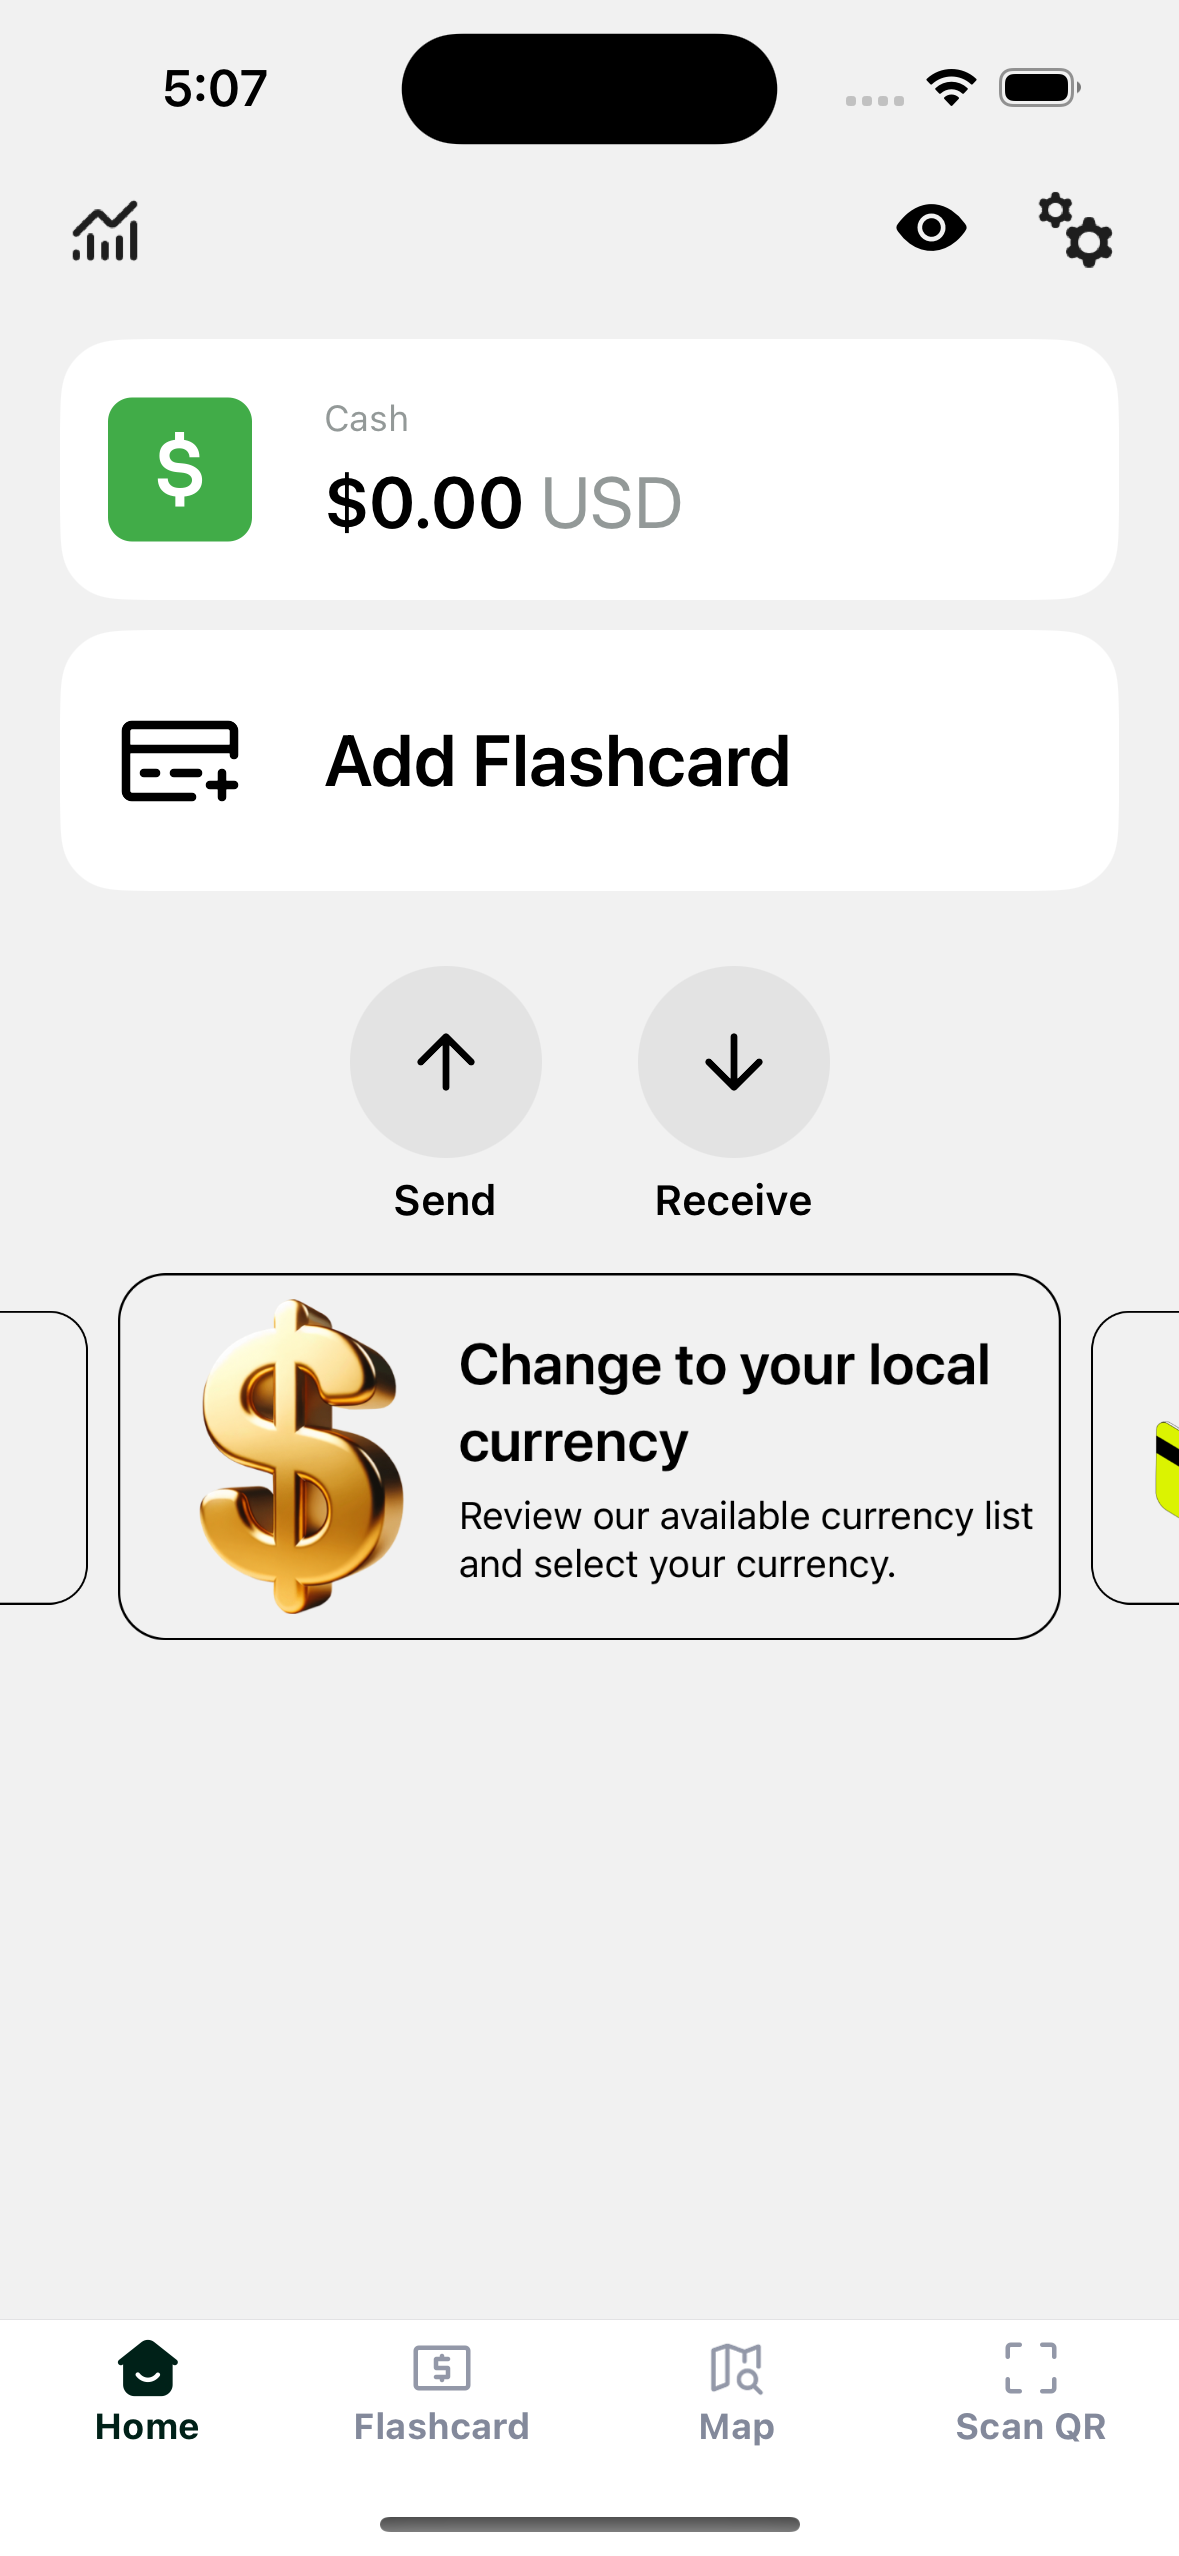 5:07
$
Cash
$0.00 USD
Add Flashcard
Send
Receive
$
Change to your local
currency
Review our available currency list
and select your currency.
$
Home
Flashcard
Map
Scan QR